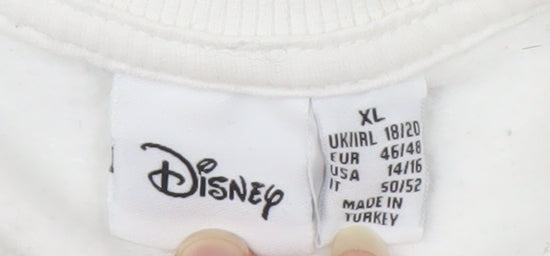 Disney
XL
UK/IRL 18/20
EUR 46/48
USA 14/16
IT 50/52
MADE IN
TURKEY